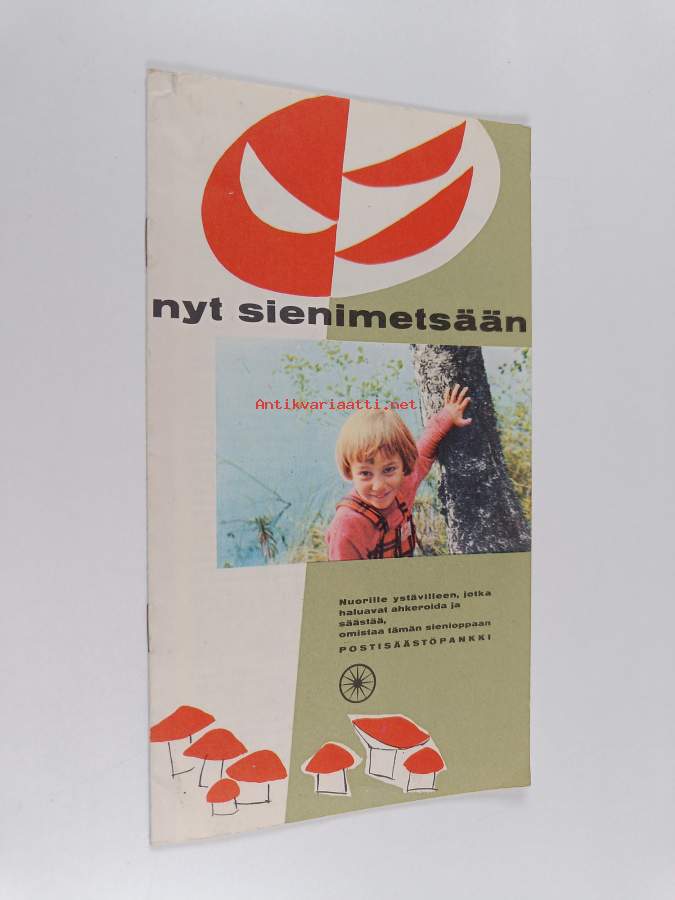 nyt sienimetsään
Antikvariaatti.net
Nuorille ystävilleen, jotka
haluavat ahkeroida ja
säästää,
omistaa tämän sienioppaan
POSTISÄÄSTÖPANKKI